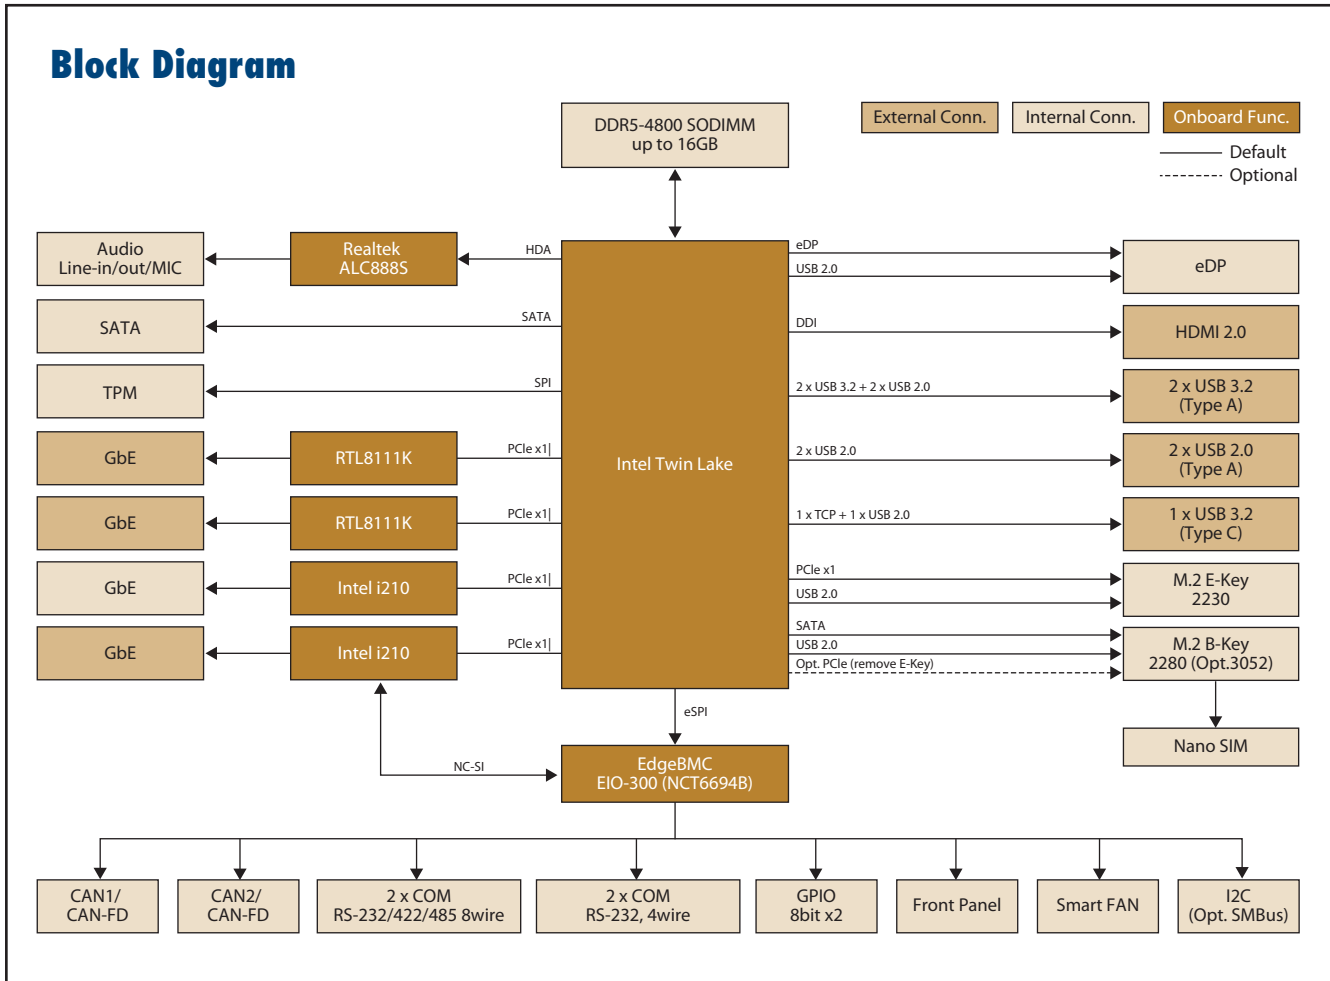 Block Diagram
DDR5-4800 SODIMM
up to 16GB
External Conn.
Internal Conn.
Onboard Func.
Default
Optional
Audio
Line-in/out/MIC
Realtek
ALC888S
HDA
SATA
SATA
TPM
SPI
GbE
RTL8111K
PCIe x1|
GbE
RTL8111K
PCIe x1|
GbE
Intel i210
PCIe x1|
GbE
Intel i210
PCIe x1|
Intel Twin Lake
eDP
USB 2.0
eDP
DDI
HDMI 2.0
2 x USB 3.2 + 2 x USB 2.0
2 x USB 3.2
(Type A)
2 x USB 2.0
2 x USB 2.0
(Type A)
1 x TCP + 1 x USB 2.0
1 x USB 3.2
(Type C)
PCIe x1
USB 2.0
M.2 E-Key
2230
SATA
USB 2.0
Opt. PCIe (remove E-Key)
M.2 B-Key
2280 (Opt.3052)
Nano SIM
eSPI
NC-SI
EdgeBMC
EIO-300 (NCT6694B)
CAN1/
CAN-FD
CAN2/
CAN-FD
2 x COM
RS-232/422/485 8wire
2 x COM
RS-232, 4wire
GPIO
8bit x2
Front Panel
Smart FAN
I2C
(Opt. SMBus)